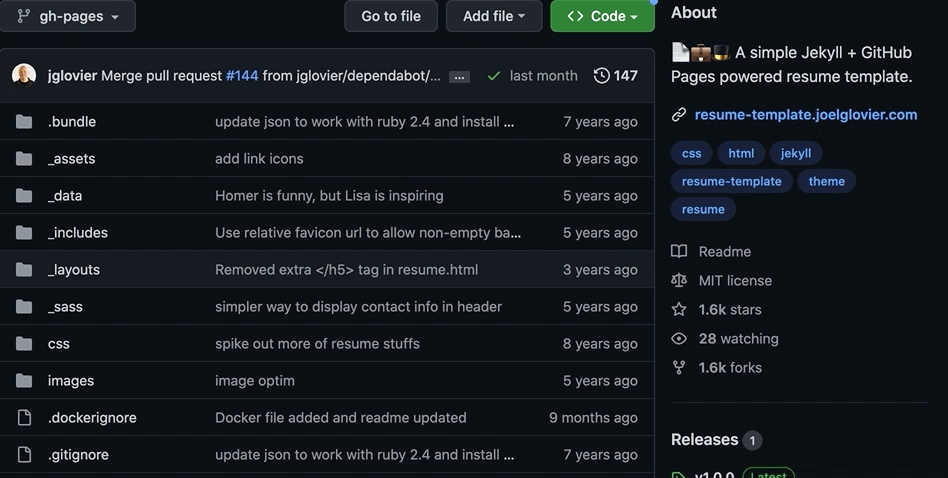 gh-pages
Go to file
Add file
<> Code
jglovier Merge pull request #144 from jglovier/dependabot/... ... last month 147
.bundle update json to work with ruby 2.4 and install ... 7 years ago
_assets add link icons 8 years ago
_data Homer is funny, but Lisa is inspiring 5 years ago
_includes Use relative favicon url to allow non-empty ba... 5 years ago
_layouts Removed extra </h5> tag in resume.html 3 years ago
_sass simpler way to display contact info in header 5 years ago
css spike out more of resume stuffs 8 years ago
images image optim 5 years ago
.dockerignore Docker file added and readme updated 9 months ago
.gitignore update json to work with ruby 2.4 and install ... 7 years ago
About
A simple Jekyll + GitHub
Pages powered resume template.
resume-template.joelglovier.com
css html jekyll
resume-template theme
resume
Readme
MIT license
1.6k stars
28 watching
1.6k forks
Releases 1
v1.0.0 Latest